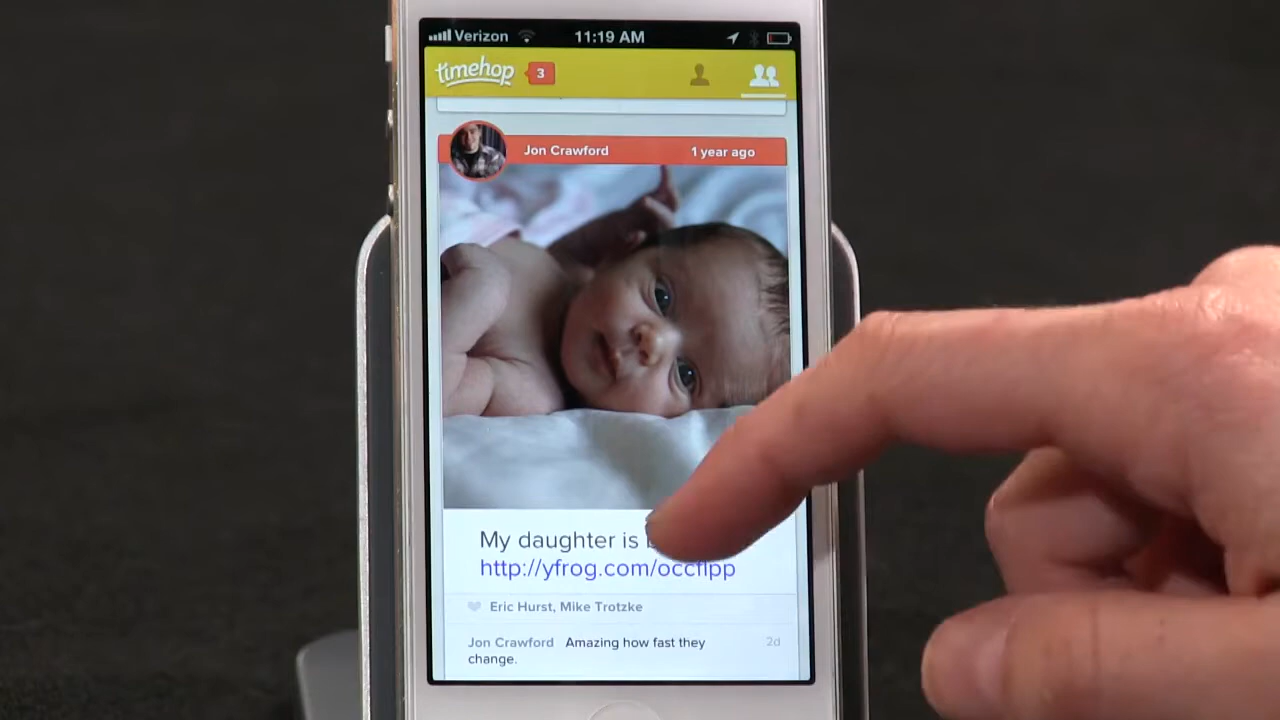 Verizon 11:19 AM
timehop 3
Jon Crawford 1 year ago
My daughter is
http://yfrog.com/occflpp
Eric Hurst, Mike Trotzke
Jon Crawford Amazing how fast they 2d
change.